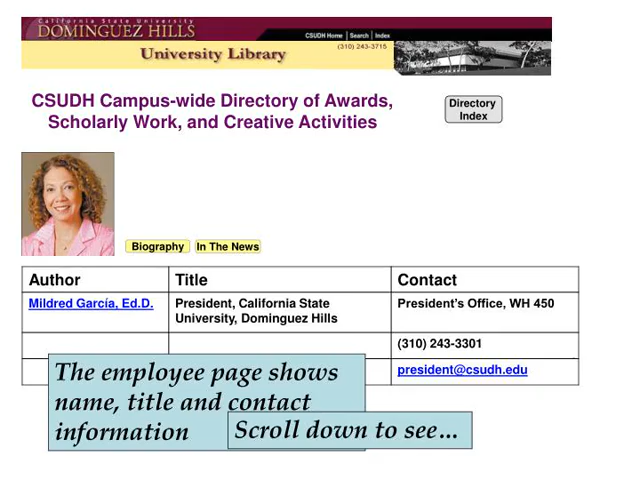 California State University
DOMINGUEZ HILLS
CSUDH Home | Search | Index
University Library
(310) 243-3715
CSUDH Campus-wide Directory of Awards,
Scholarly Work, and Creative Activities
Directory
Index
Biography
In The News
Author Title Contact
Mildred García, Ed.D. President, California State President's Office, WH 450
University, Dominguez Hills
(310) 243-3301
president@csudh.edu
The employee page shows
name, title and contact
information
Scroll down to see…